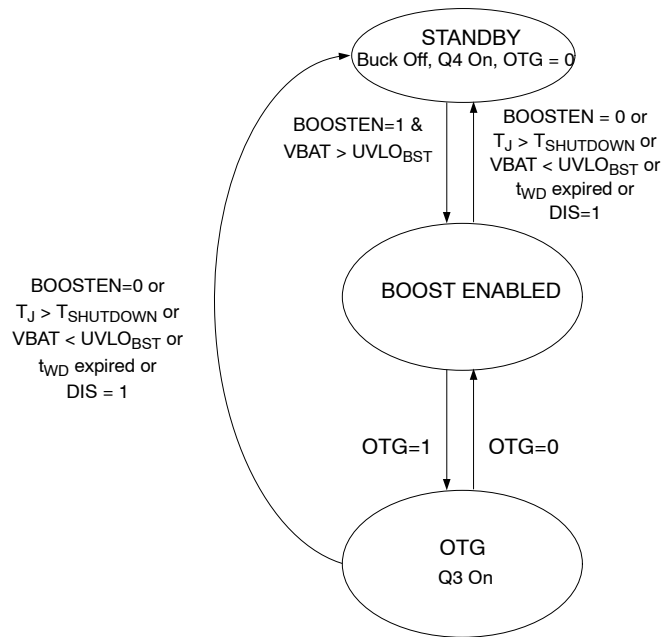 STANDBY
Buck Off, Q4 On, OTG = 0
BOOSTEN=1 &
VBAT > UVLOBST
BOOSTEN = 0 or
TJ > TSHUTDOWN or
VBAT < UVLOBST or
tWD expired or
DIS=1
BOOST ENABLED
BOOSTEN=0 or
TJ > TSHUTDOWN or
VBAT < UVLOBST or
tWD expired or
DIS = 1
OTG=1
OTG=0
OTG
Q3 On